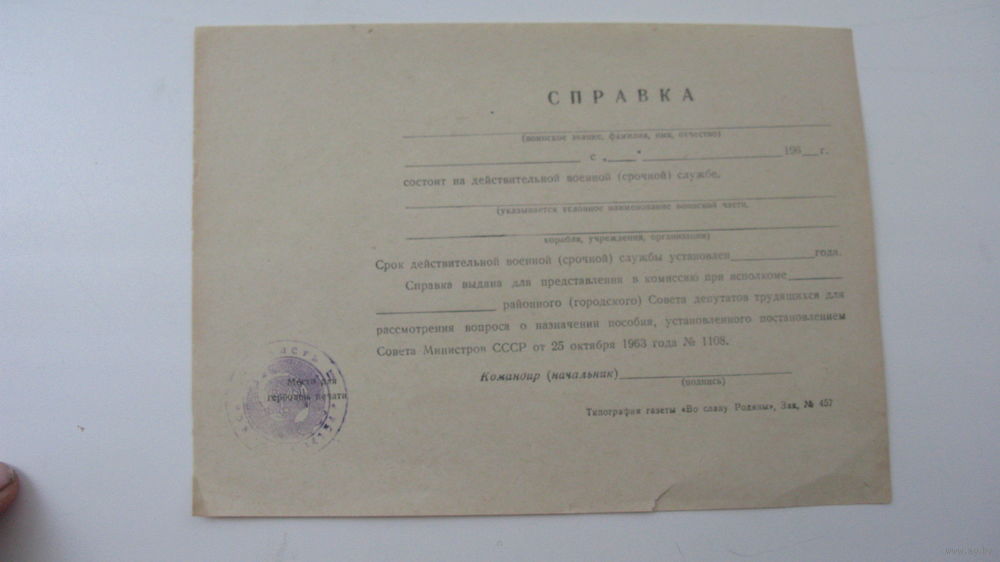 СПРАВКА
(воинское звание, фамилия, имя, отчество)
с „ " 196 г.
состоит на действительной военной (срочной) службе.
(указывается условное наименование воинской части,
корабля, учреждения, организации)
Срок действительной военной (срочной) службы установлен года.
Справка выдана для представления в комиссию при исполкоме
районного (городского) Совета депутатов трудящихся для
рассмотрения вопроса о назначении пособия, установленного постановлением
Совета Министров СССР от 25 октября 1963 года № 1108.
Место для
гербовой печати
Командир (начальник)
(подпись)
Типография газеты «Во славу Родины», Зак. № 457